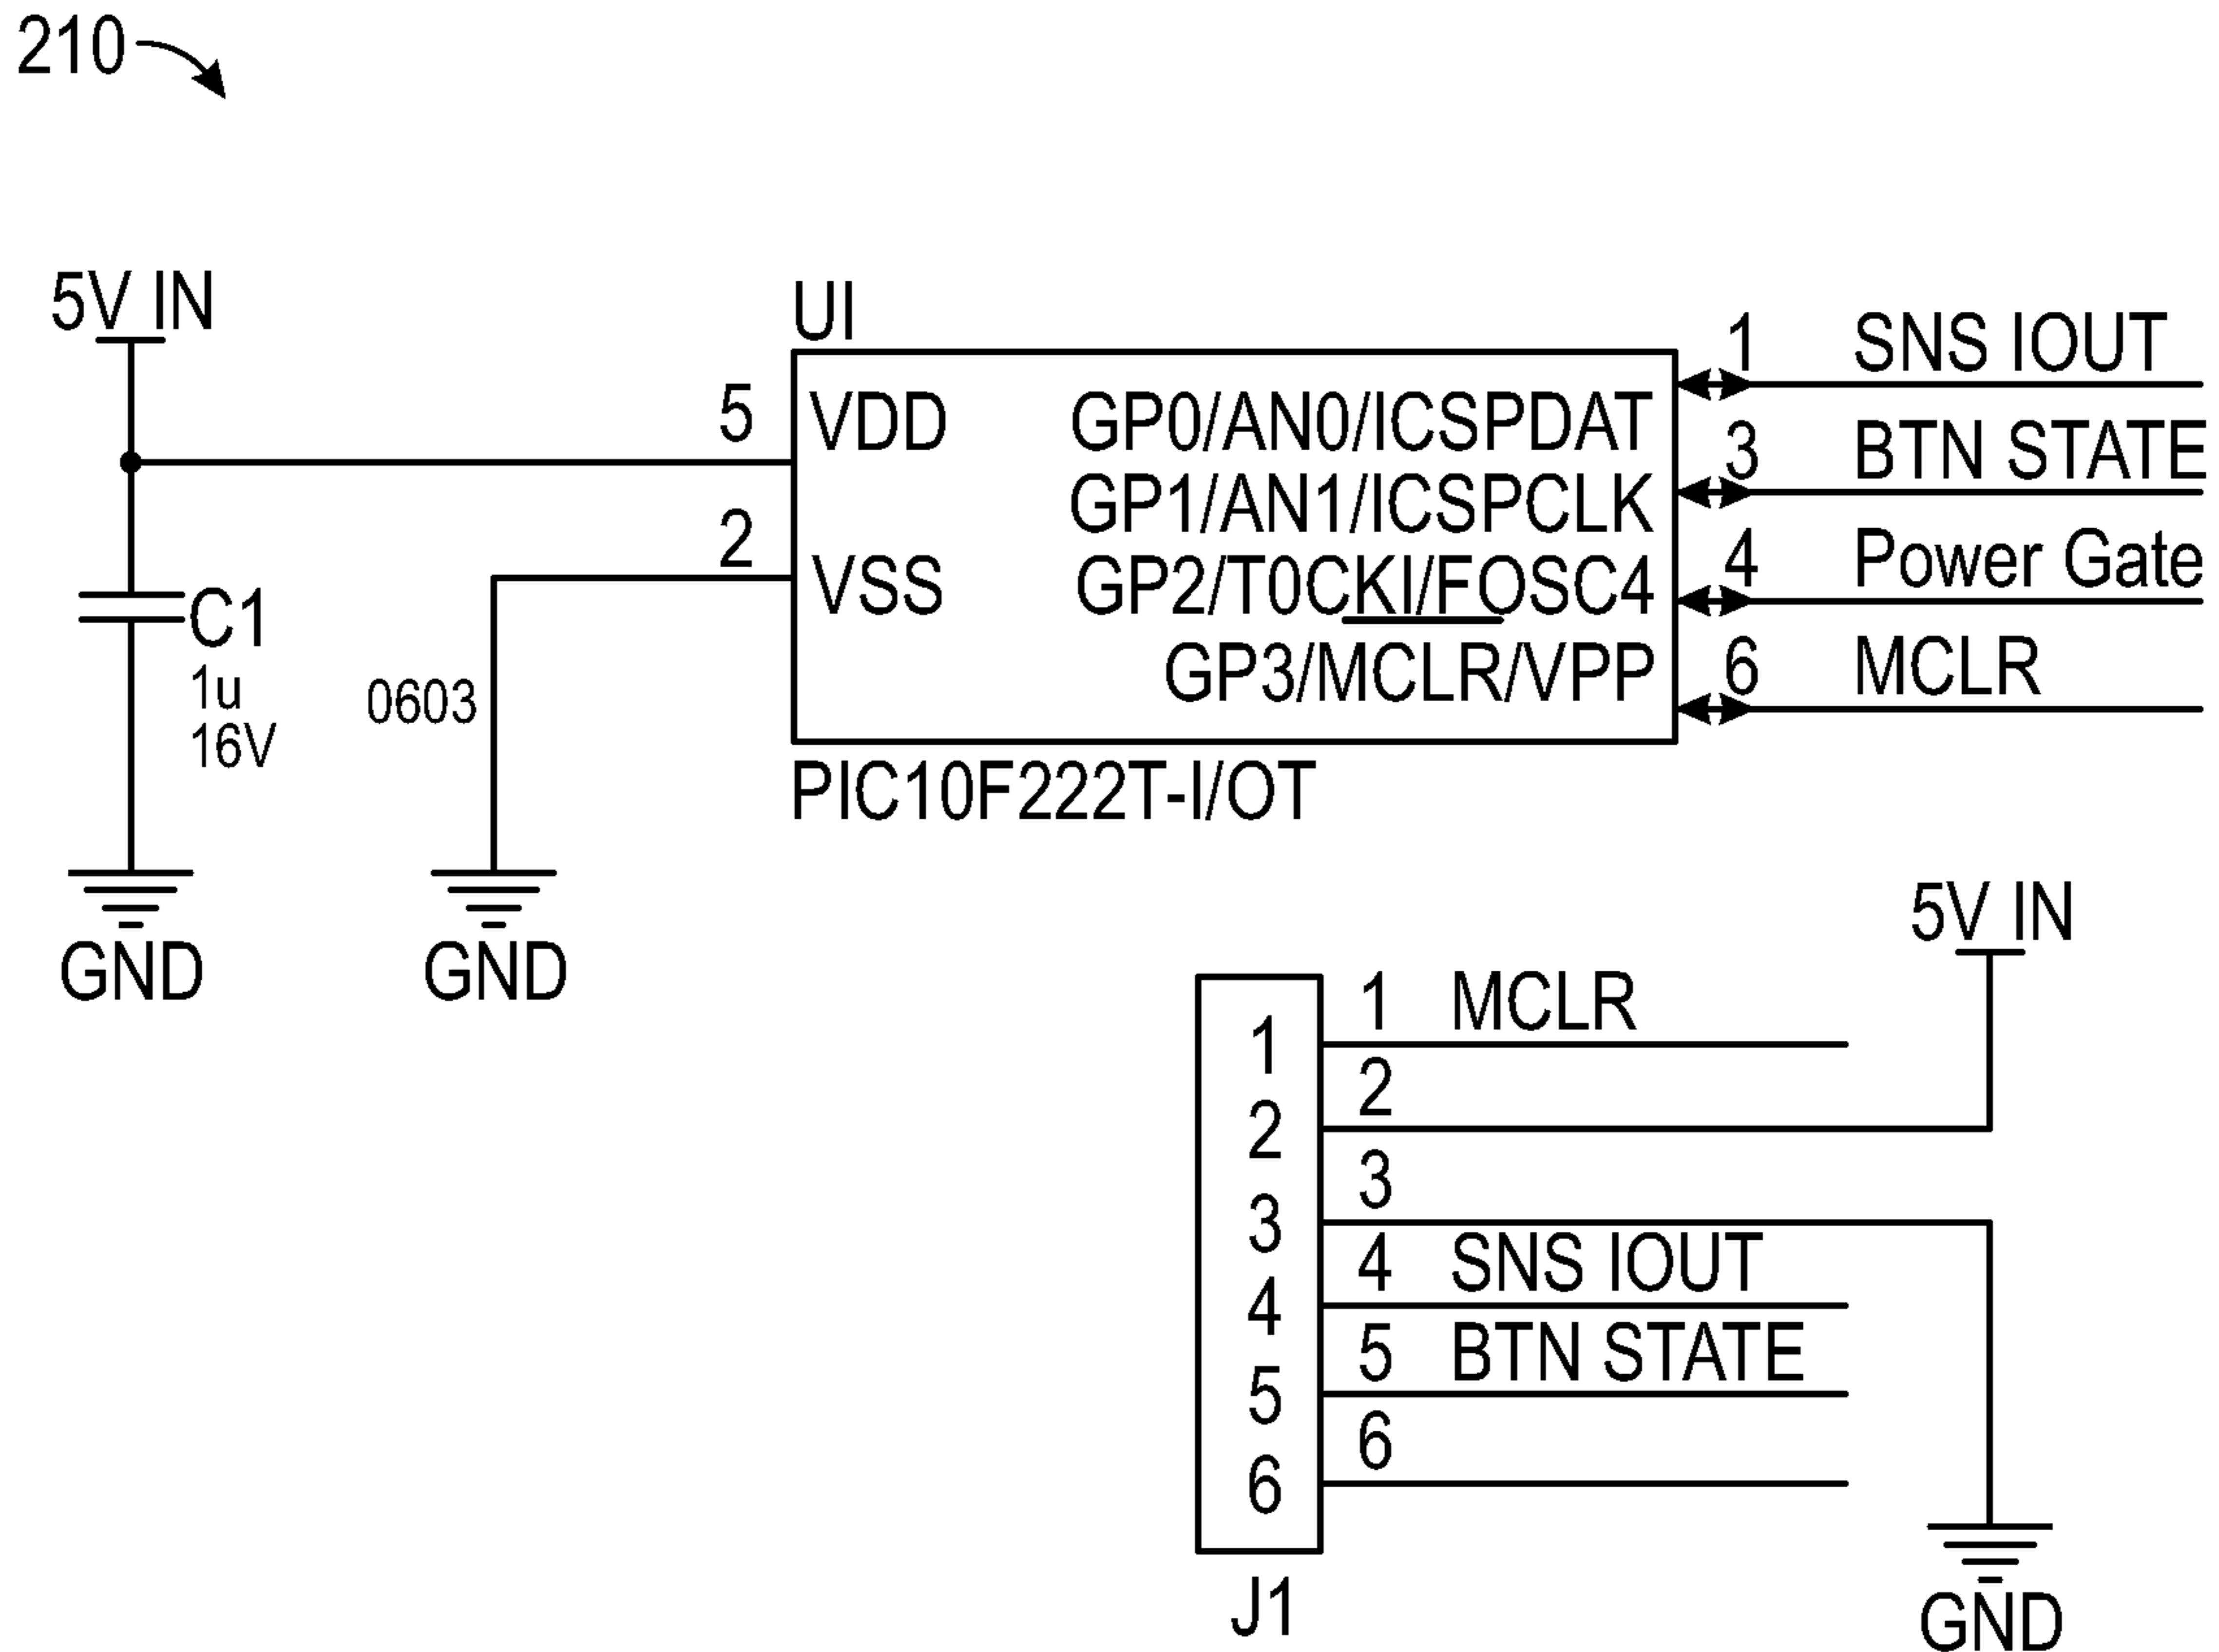 210
5V IN
UI
1 SNS IOUT
5 VDD GP0/AN0/ICSPDAT
3 BTN STATE
GP1/AN1/ICSPCLK
2 VSS GP2/T0CKI/FOSC4
4 Power Gate
GP3/MCLR/VPP
6 MCLR
C1
1u
16V
0603
PIC10F222T-I/OT
GND
GND
5V IN
1 1 MCLR
2 2
3 3
4 4 SNS IOUT
5 5 BTN STATE
6 6
J1
GND